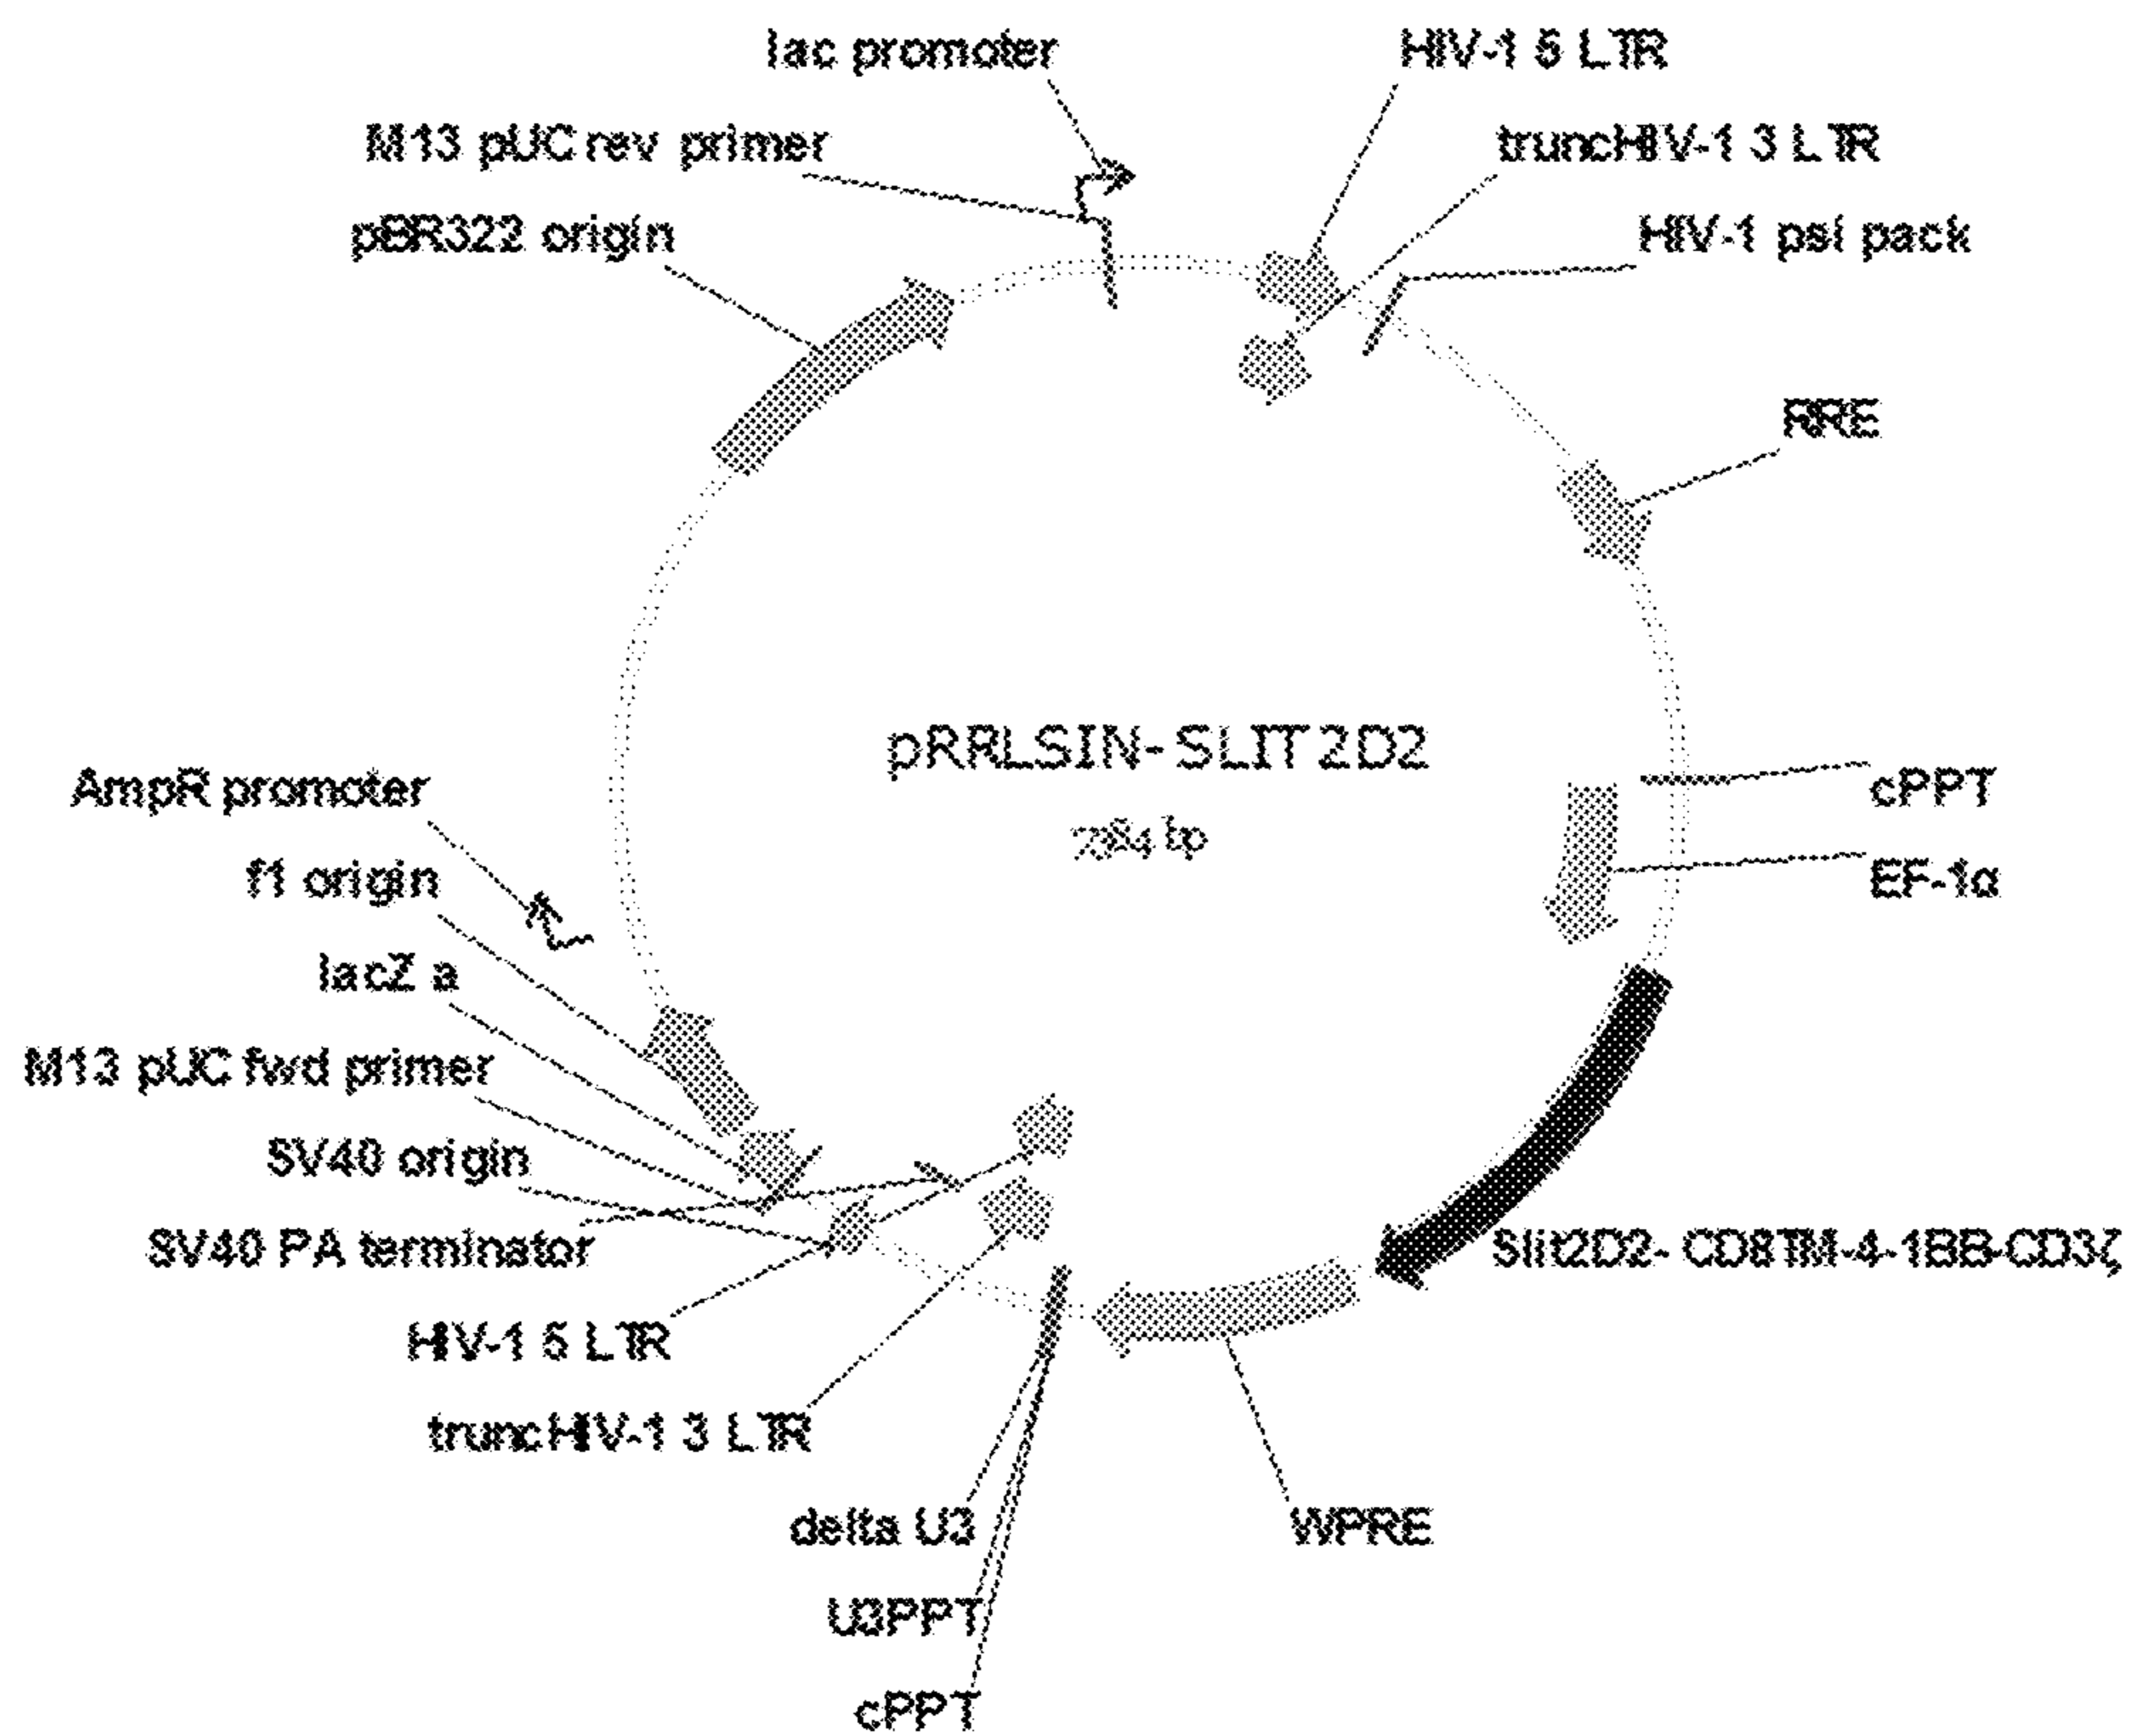 lac promoter
HIV-1 5 LTR
M13 pUC rev primer
truncHIV-1 3 LTR
pBR322 origin
HIV-1 psi pack
RRE
pRRLSIN-SLIT2D2
7384 bp
AmpR promoter
cPPT
f1 origin
EF-1α
lacZ a
M13 pUC fwd primer
SV40 origin
SV40 PA terminator
Slit2D2-CD8TM-4-1BB-CD3ζ
HIV-1 5 LTR
truncHIV-1 3 LTR
delta U3
WPRE
U3PPT
cPPT